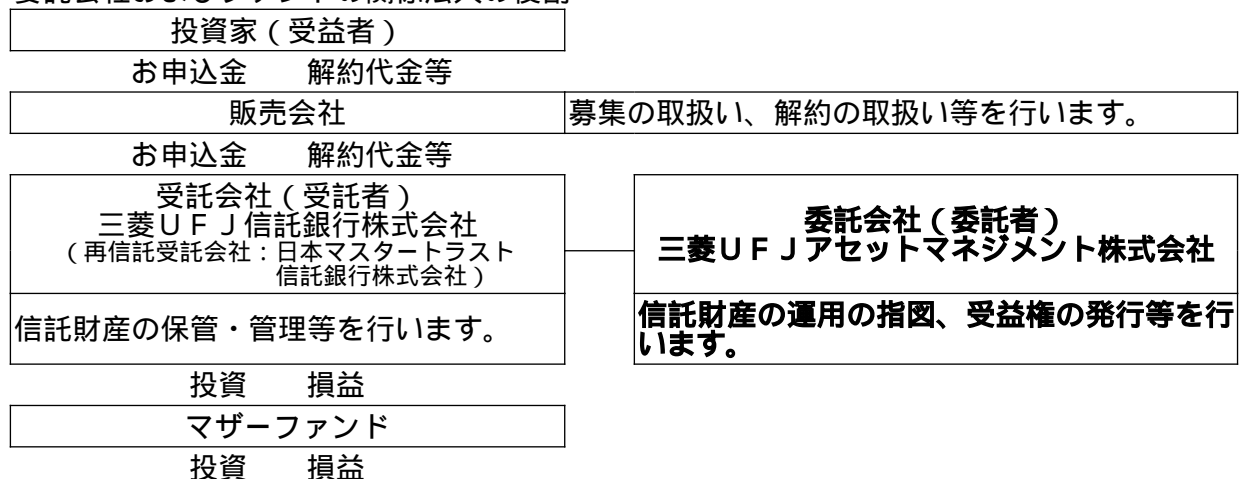 投資家（受益者）
お申込金　　解約代金等
販売会社
募集の取扱い、解約の取扱い等を行います。
お申込金　　解約代金等
受託会社（受託者）
三菱ＵＦＪ信託銀行株式会社
（再信託受託会社：日本マスタートラスト
信託銀行株式会社）
委託会社（委託者）
三菱ＵＦＪアセットマネジメント株式会社
信託財産の保管・管理等を行います。
信託財産の運用の指図、受益権の発行等を行
います。
投資　　損益
マザーファンド
投資　　損益